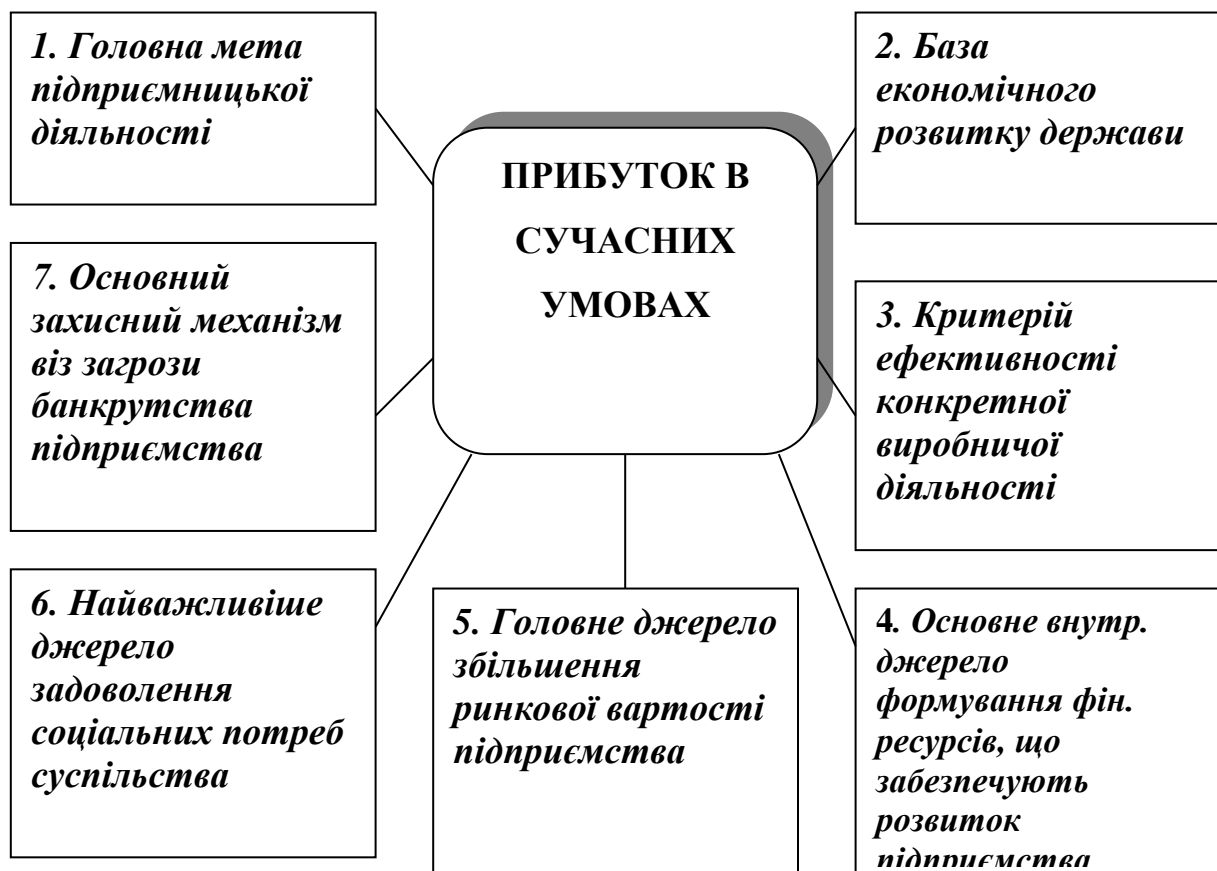 1. Головна мета
підприємницької
діяльності
2. База
економічного
розвитку держави
ПРИБУТОК В
СУЧАСНИХ
УМОВАХ
7. Основний
захисний механізм
віз загрози
банкрутства
підприємства
3. Критерій
ефективності
конкретної
виробничої
діяльності
6. Найважливіше
джерело
задоволення
соціальних потреб
суспільства
5. Головне джерело
збільшення
ринкової вартості
підприємства
4. Основне внутр.
джерело
формування фін.
ресурсів, що
забезпечують
розвиток
підприємства